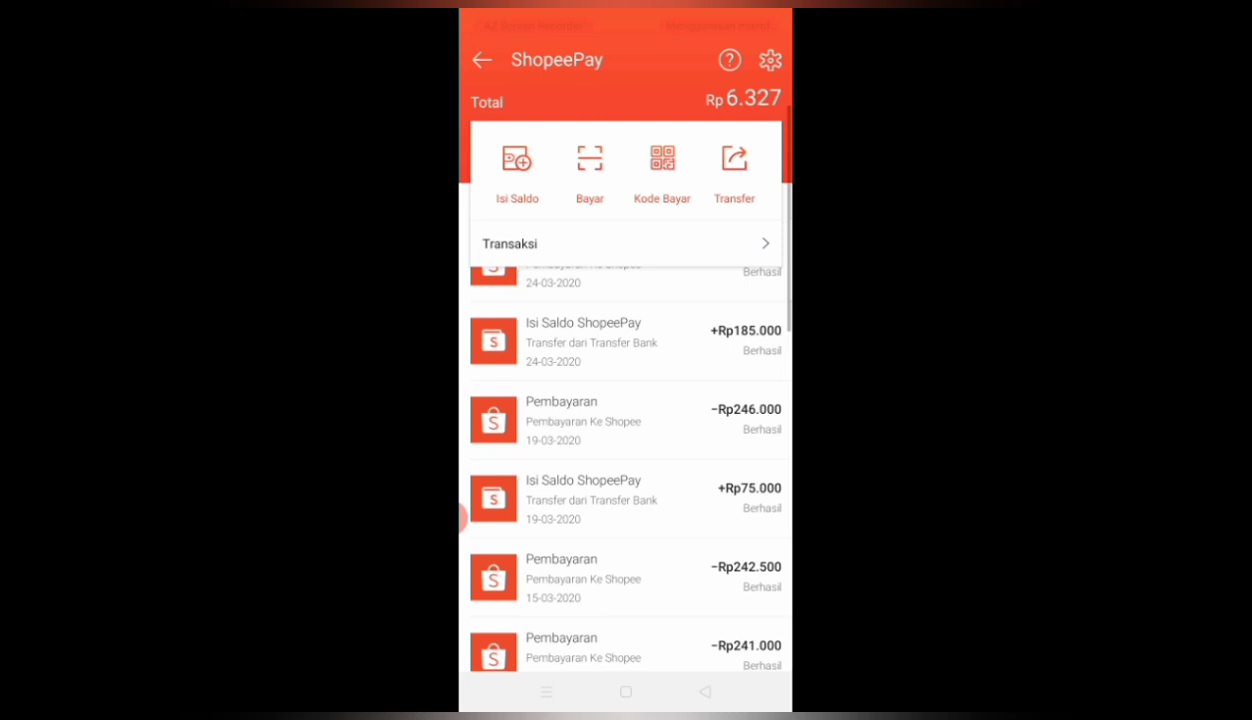 AZ Screen Recorder
ShopeePay
Total
Rp 6.327
Isi Saldo
Bayar
Kode Bayar
Transfer
Transaksi
Pembayaran Ke Shopee
24-03-2020
Berhasil
Isi Saldo ShopeePay
Transfer dari Transfer Bank
24-03-2020
+Rp185.000
Berhasil
Pembayaran
Pembayaran Ke Shopee
19-03-2020
−Rp246.000
Berhasil
Isi Saldo ShopeePay
Transfer dari Transfer Bank
19-03-2020
+Rp75.000
Berhasil
Pembayaran
Pembayaran Ke Shopee
15-03-2020
−Rp242.500
Berhasil
Pembayaran
Pembayaran Ke Shopee
−Rp241.000
Berhasil